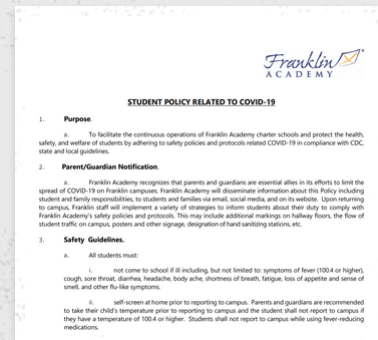 Franklin
ACADEMY
STUDENT POLICY RELATED TO COVID-19
1. Purpose.
a. To facilitate the continuous operations of Franklin Academy charter schools and protect the health,
safety, and welfare of students by adhering to safety policies and protocols related COVID-19 in compliance with CDC,
state and local guidelines.
2. Parent/Guardian Notification.
a. Franklin Academy recognizes that parents and guardians are essential allies in its efforts to limit the
spread of COVID-19 on Franklin campuses. Franklin Academy will disseminate information about this Policy including
student and family responsibilities, to students and families via email, social media, and on its website. Upon returning
to campus, Franklin staff will implement a variety of strategies to inform students about their duty to comply with
Franklin Academy's safety policies and protocols. This may include additional markings on hallway floors, the flow of
student traffic on campus, posters and other signage, designation of hand sanitizing stations, etc.
3. Safety Guidelines.
a. All students must:
i. not come to school if ill including, but not limited to: symptoms of fever (100.4 or higher),
cough, sore throat, diarrhea, headache, body ache, shortness of breath, fatigue, loss of appetite and sense of
smell, and other flu-like symptoms.
ii. self-screen at home prior to reporting to campus. Parents and guardians are recommended
to take their child's temperature prior to reporting to campus and the student shall not report to campus if
they have a temperature of 100.4 or higher. Students shall not report to campus while using fever-reducing
medications.